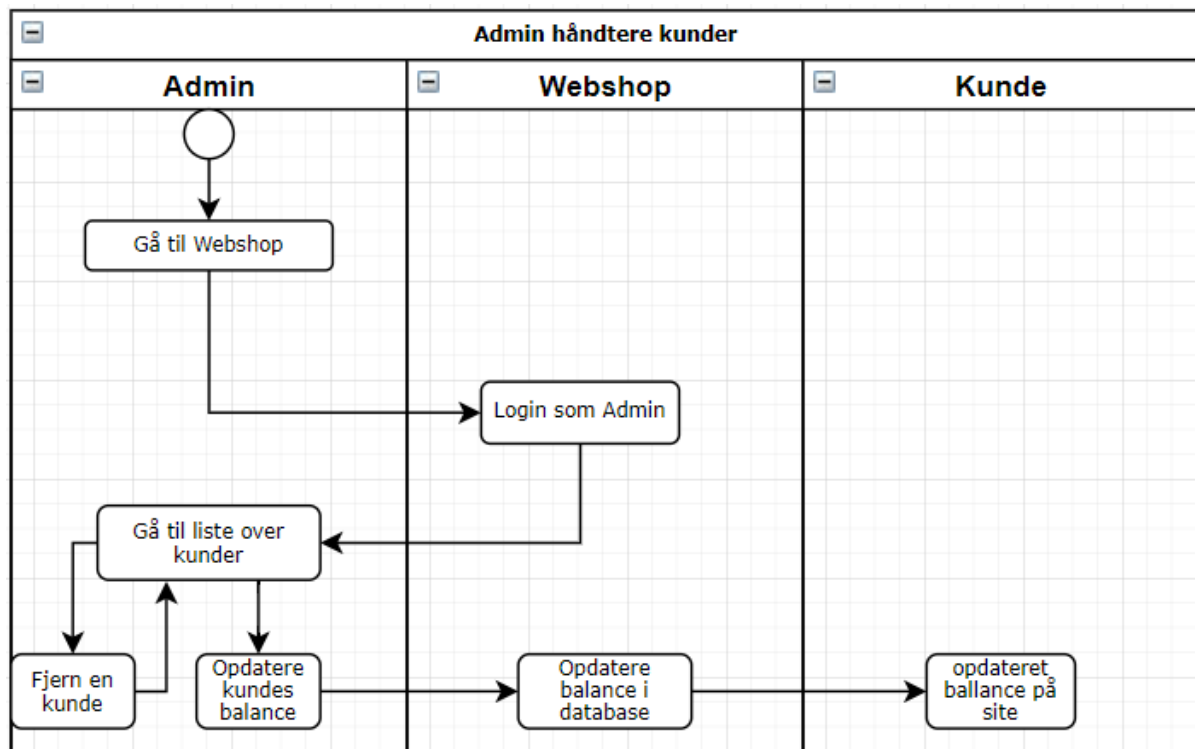 Admin håndtere kunder
Admin
Webshop
Kunde
Gå til Webshop
Login som Admin
Gå til liste over
kunder
Fjern en
kunde
Opdatere
kundes
balance
Opdatere
balance i
database
opdateret
ballance på
site